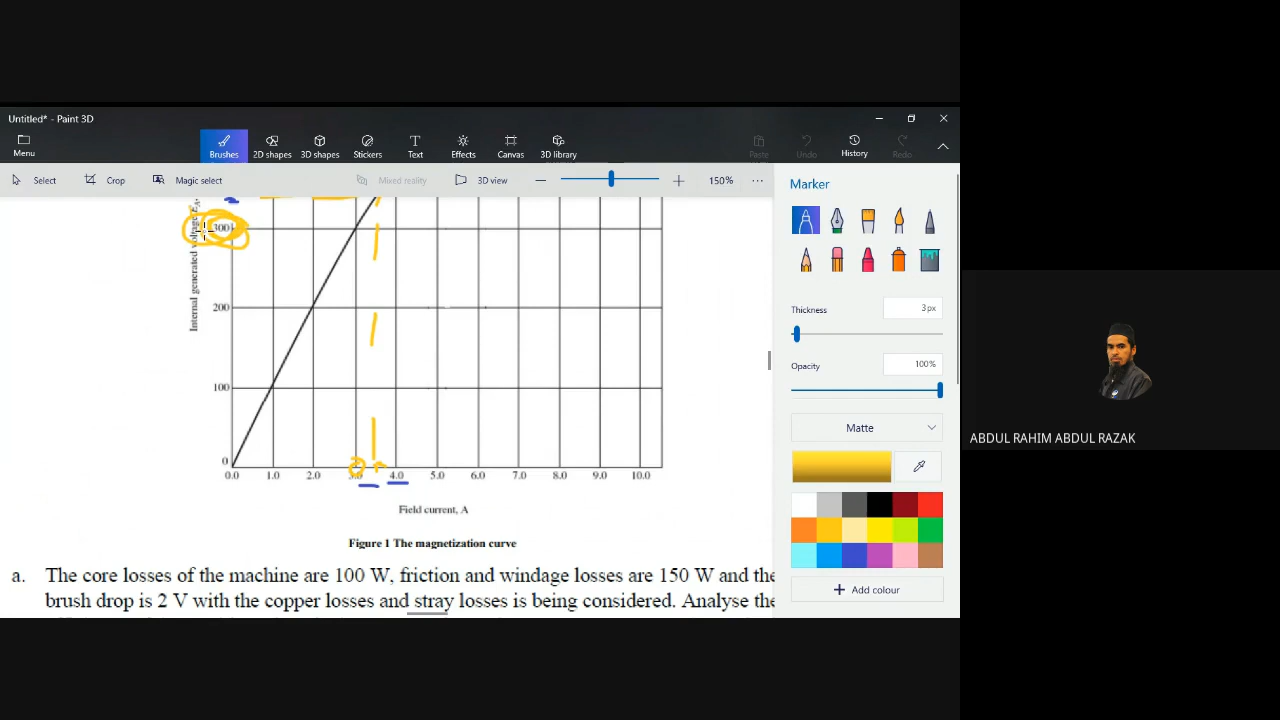 Untitled* - Paint 3D
Menu
Brushes
2D shapes
3D shapes
Stickers
Text
Effects
Canvas
3D library
Paste
Undo
History
Redo
Select
Crop
Magic select
Mixed reality
3D view
150%
Marker
Thickness
3px
Opacity
100%
Matte
Add colour
Internal generated voltage
300
200
100
0
0.0 1.0 2.0 3.0 4.0 5.0 6.0 7.0 8.0 9.0 10.0
Field current, A
Figure 1 The magnetization curve
a. The core losses of the machine are 100 W, friction and windage losses are 150 W and the
brush drop is 2 V with the copper losses and stray losses is being considered. Analyse the
ABDUL RAHIM ABDUL RAZAK